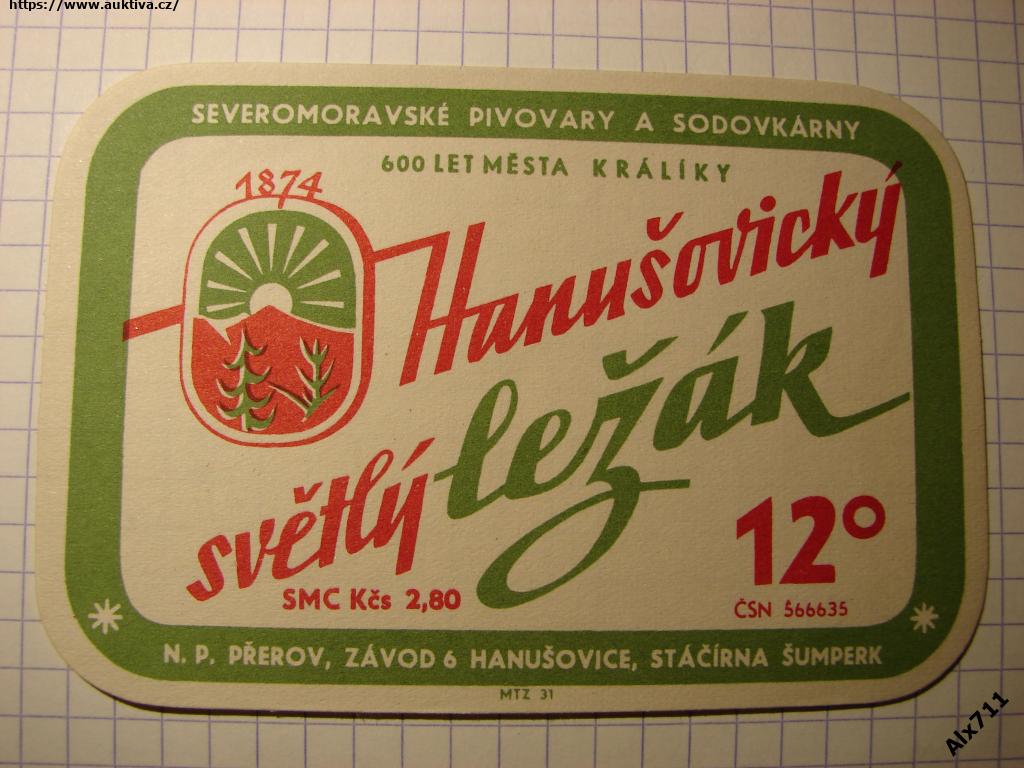 https://www.auktiva.cz/
SEVEROMORAVSKÉ PIVOVARY A SODOVKÁRNY
600 LET MĚSTA KRÁLÍKY
1874
Hanušovický
světlý ležák
12°
SMC Kčs 2,80
ČSN 566635
N. P. PŘEROV, ZÁVOD 6 HANUŠOVICE, STÁČÍRNA ŠUMPERK
MTZ 31
Alx711